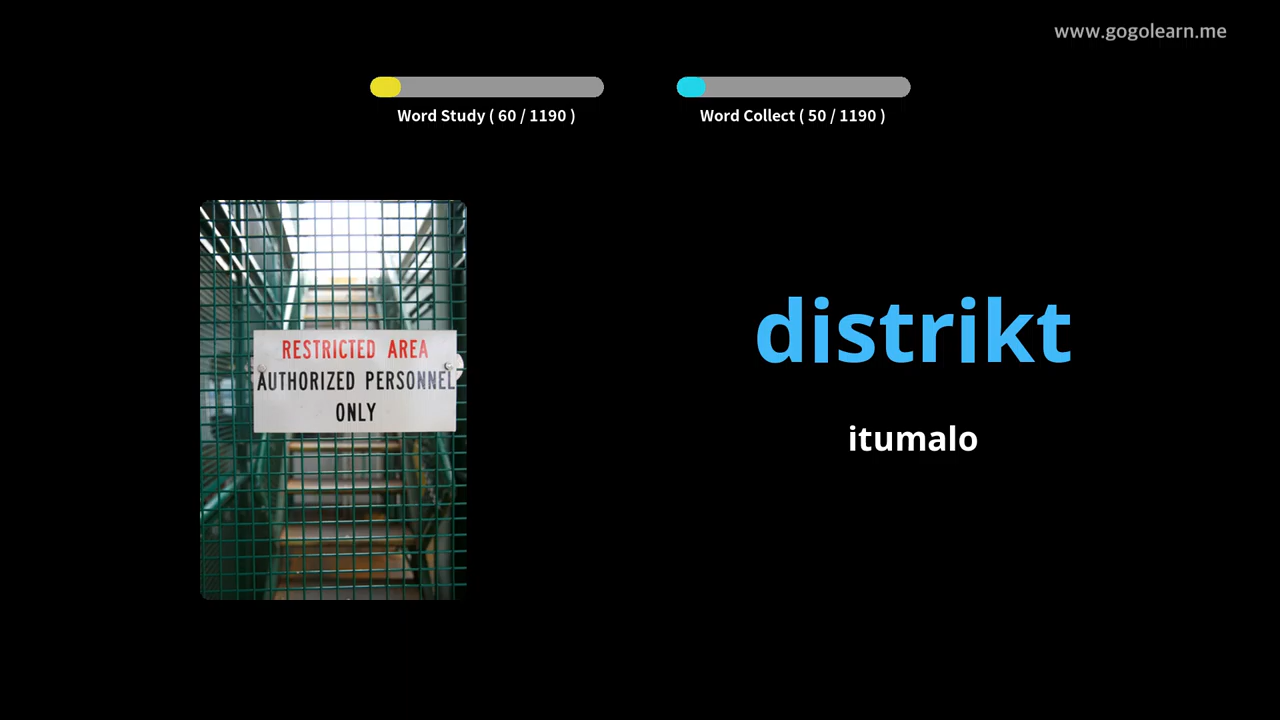 www.gogolearn.me
Word Study ( 60 / 1190 )
Word Collect ( 50 / 1190 )
RESTRICTED AREA
AUTHORIZED PERSONNEL
ONLY
distrikt
itumalo